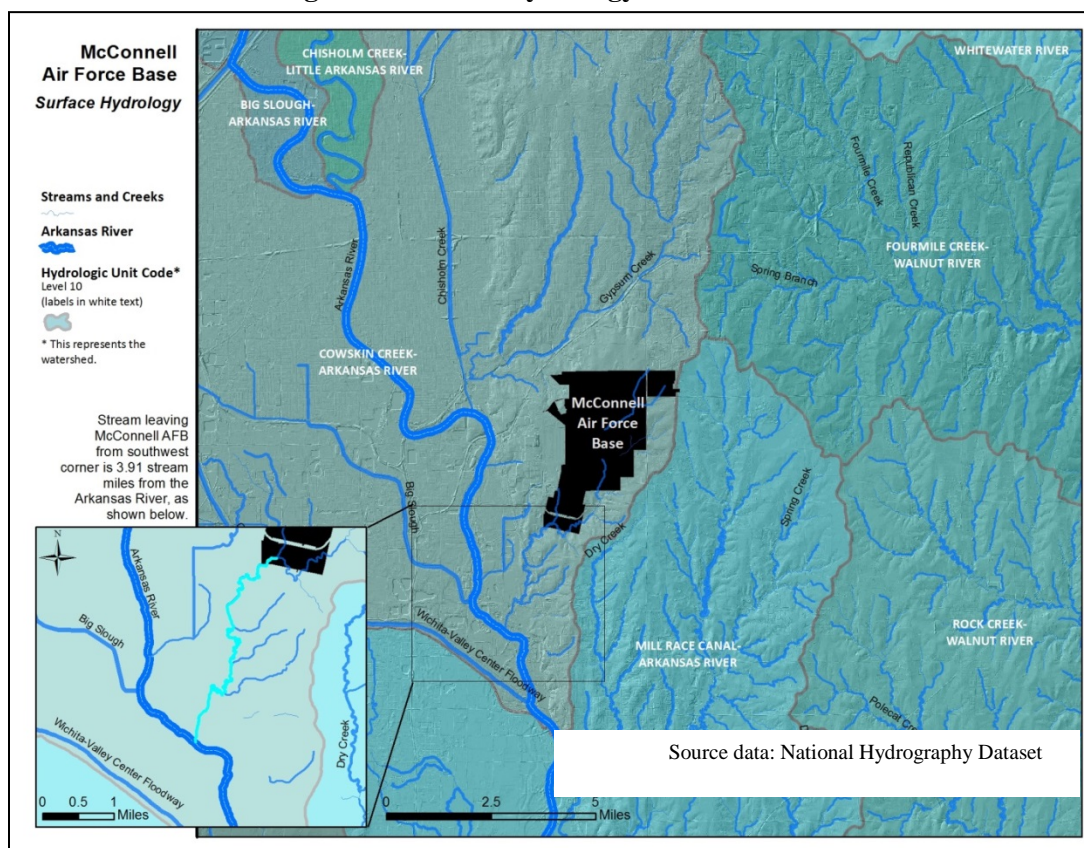 McConnell
Air Force Base
Surface Hydrology
Streams and Creeks
Arkansas River
Hydrologic Unit Code*
Level 10
(labels in white text)
* This represents the
watershed.
Stream leaving
McConnell AFB
from southwest
corner is 3.91 stream
miles from the
Arkansas River, as
shown below.
CHISHOLM CREEK-
LITTLE ARKANSAS RIVER
BIG SLOUGH-
ARKANSAS RIVER
WHITEWATER RIVER
Fourmile Creek
Republican Creek
FOURMILE CREEK-
WALNUT RIVER
Spring Branch
Arkansas River
Chisholm Creek
Gypsum Creek
COWSKIN CREEK-
ARKANSAS RIVER
McConnell
Air Force
Base
Big Slough
Dry Creek
Spring Creek
Wichita-Valley Center Floodway
MILL RACE CANAL-
ARKANSAS RIVER
ROCK CREEK-
WALNUT RIVER
Polecat Creek
N
Arkansas River
Big Slough
Wichita-Valley Center Floodway
Dry Creek
0 0.5 1
Miles
0 2.5 5
Miles
Source data: National Hydrography Dataset